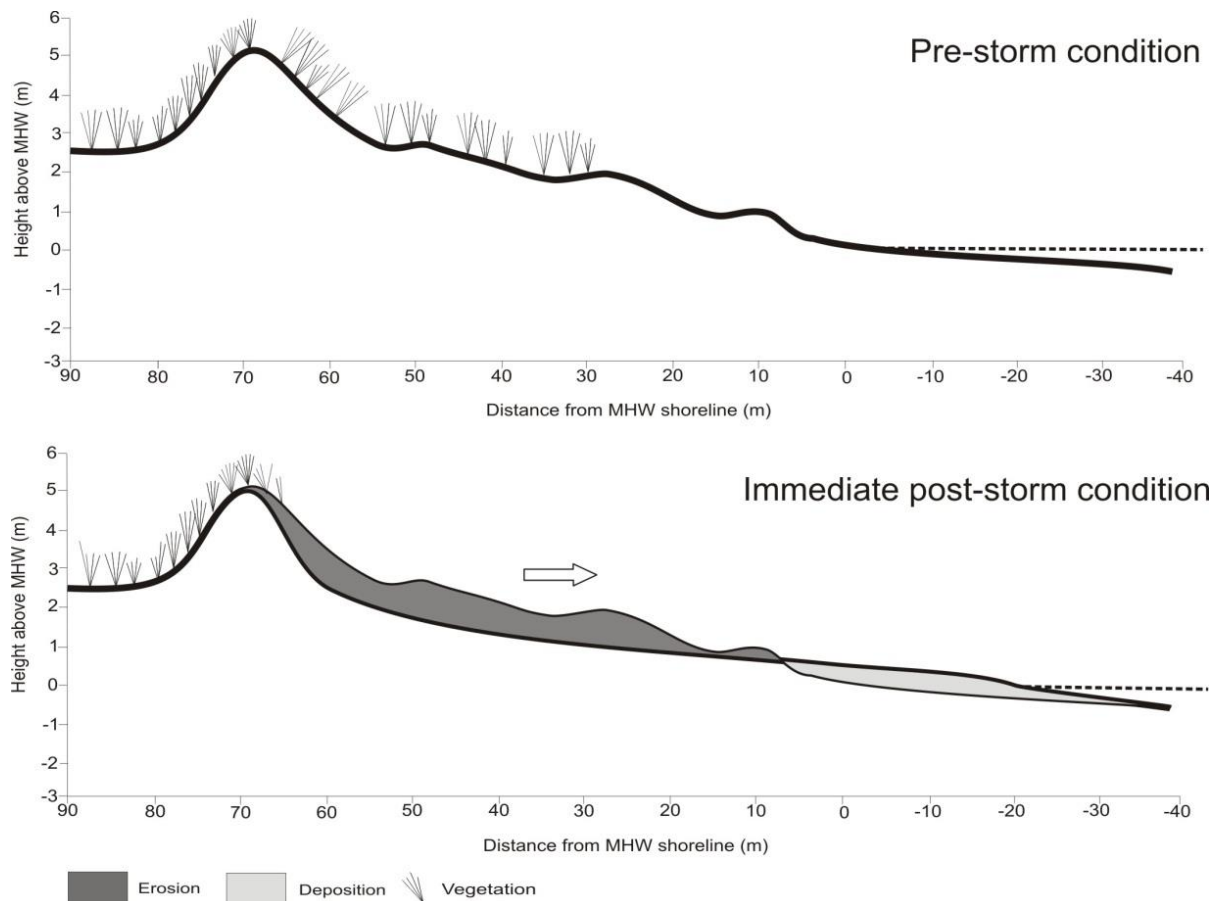 Pre-storm condition
Height above MHW (m)
6
5
4
3
2
1
0
-1
-2
-3
90 80 70 60 50 40 30 20 10 0 -10 -20 -30 -40
Distance from MHW shoreline (m)
Immediate post-storm condition
Height above MHW (m)
6
5
4
3
2
1
0
-1
-2
-3
90 80 70 60 50 40 30 20 10 0 -10 -20 -30 -40
Distance from MHW shoreline (m)
Erosion Deposition Vegetation